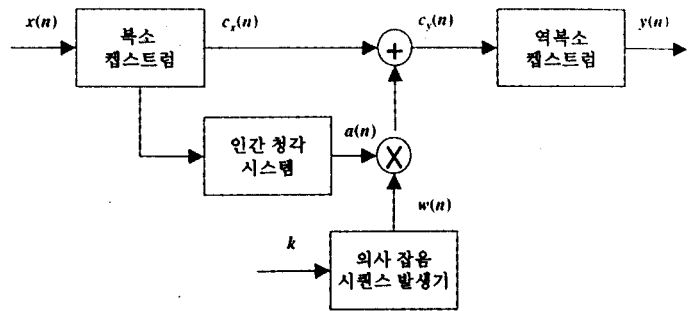 x(n)
복소
켑스트럼
cₓ(n)
+
c_y(n)
역복소
켑스트럼
y(n)
인간 청각
시스템
a(n)
X
w(n)
k
의사 잡음
시퀀스 발생기